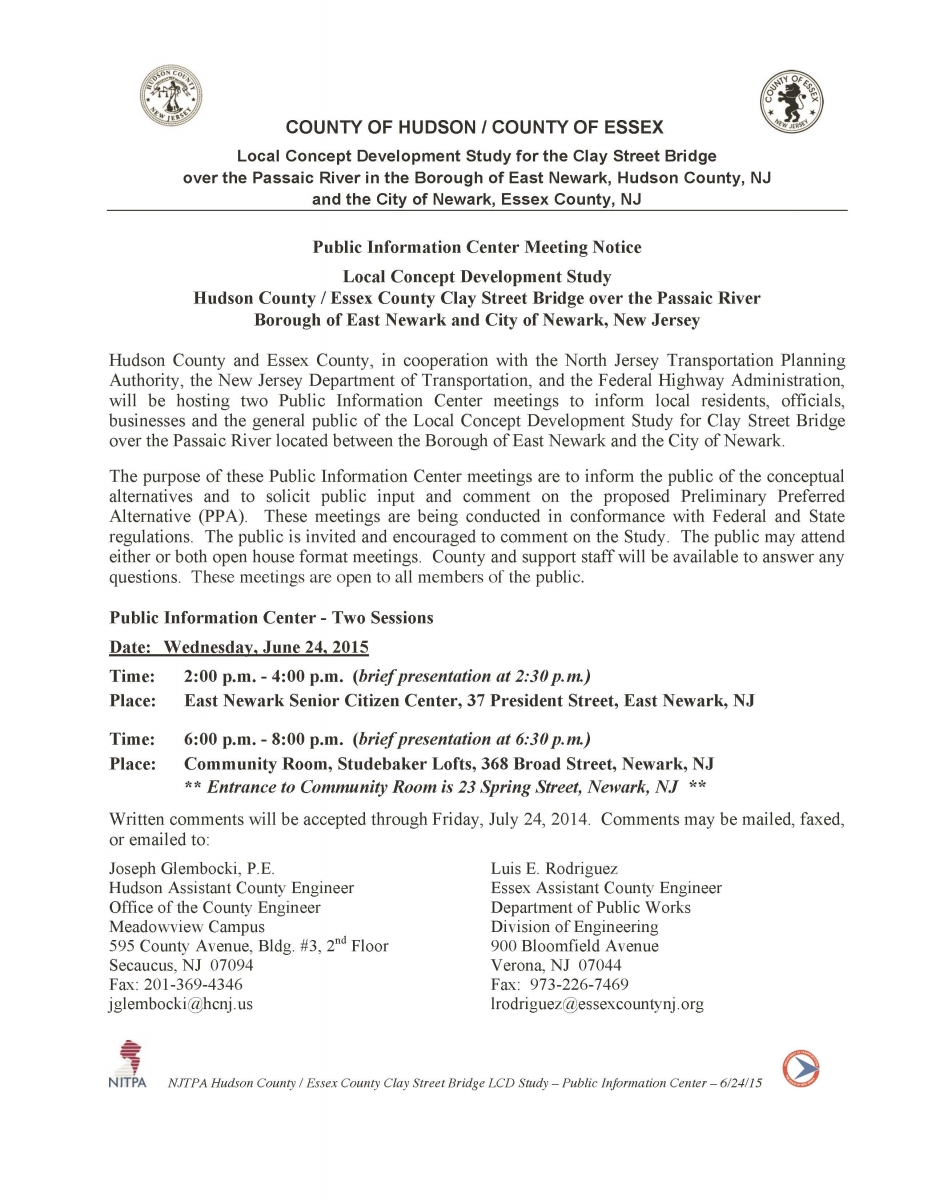 HUDSON COUNTY
NEW JERSEY
COUNTY OF ESSEX
NEW JERSEY
COUNTY OF HUDSON / COUNTY OF ESSEX
Local Concept Development Study for the Clay Street Bridge
over the Passaic River in the Borough of East Newark, Hudson County, NJ
and the City of Newark, Essex County, NJ
Public Information Center Meeting Notice
Local Concept Development Study
Hudson County / Essex County Clay Street Bridge over the Passaic River
Borough of East Newark and City of Newark, New Jersey
Hudson County and Essex County, in cooperation with the North Jersey Transportation Planning
Authority, the New Jersey Department of Transportation, and the Federal Highway Administration,
will be hosting two Public Information Center meetings to inform local residents, officials,
businesses and the general public of the Local Concept Development Study for Clay Street Bridge
over the Passaic River located between the Borough of East Newark and the City of Newark.
The purpose of these Public Information Center meetings are to inform the public of the conceptual
alternatives and to solicit public input and comment on the proposed Preliminary Preferred
Alternative (PPA).  These meetings are being conducted in conformance with Federal and State
regulations.  The public is invited and encouraged to comment on the Study.  The public may attend
either or both open house format meetings.  County and support staff will be available to answer any
questions.  These meetings are open to all members of the public.
Public Information Center - Two Sessions
Date:  Wednesday, June 24, 2015
Time:  2:00 p.m. - 4:00 p.m.  (brief presentation at 2:30 p.m.)
Place:  East Newark Senior Citizen Center, 37 President Street, East Newark, NJ
Time:  6:00 p.m. - 8:00 p.m.  (brief presentation at 6:30 p.m.)
Place:  Community Room, Studebaker Lofts, 368 Broad Street, Newark, NJ
** Entrance to Community Room is 23 Spring Street, Newark, NJ  **
Written comments will be accepted through Friday, July 24, 2014.  Comments may be mailed, faxed,
or emailed to:
Joseph Glembocki, P.E.
Hudson Assistant County Engineer
Office of the County Engineer
Meadowview Campus
595 County Avenue, Bldg. #3, 2nd Floor
Secaucus, NJ  07094
Fax: 201-369-4346
jglembocki@hcnj.us
Luis E. Rodriguez
Essex Assistant County Engineer
Department of Public Works
Division of Engineering
900 Bloomfield Avenue
Verona, NJ  07044
Fax:  973-226-7469
lrodriguez@essexcountynj.org
NJTPA
NJTPA Hudson County / Essex County Clay Street Bridge LCD Study – Public Information Center – 6/24/15